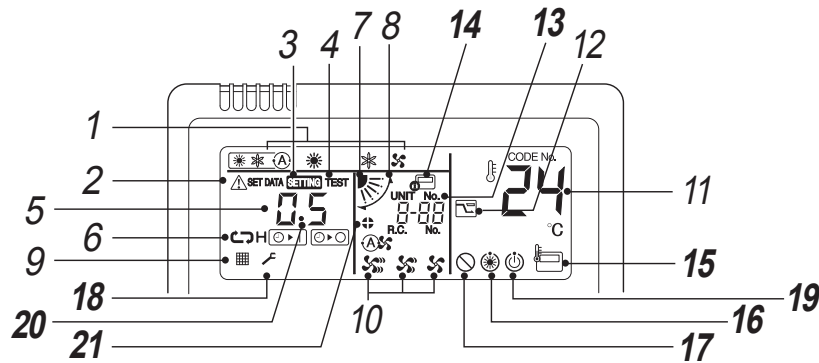 3 4 7 8 14 13 12
1
2
5
6
9
18
20
21
10
17
16
19
15
11
A
SET DATA SETTING TEST
0.5
H
UNIT No.
8-88
R.C. No.
A
CODE No.
24
°C